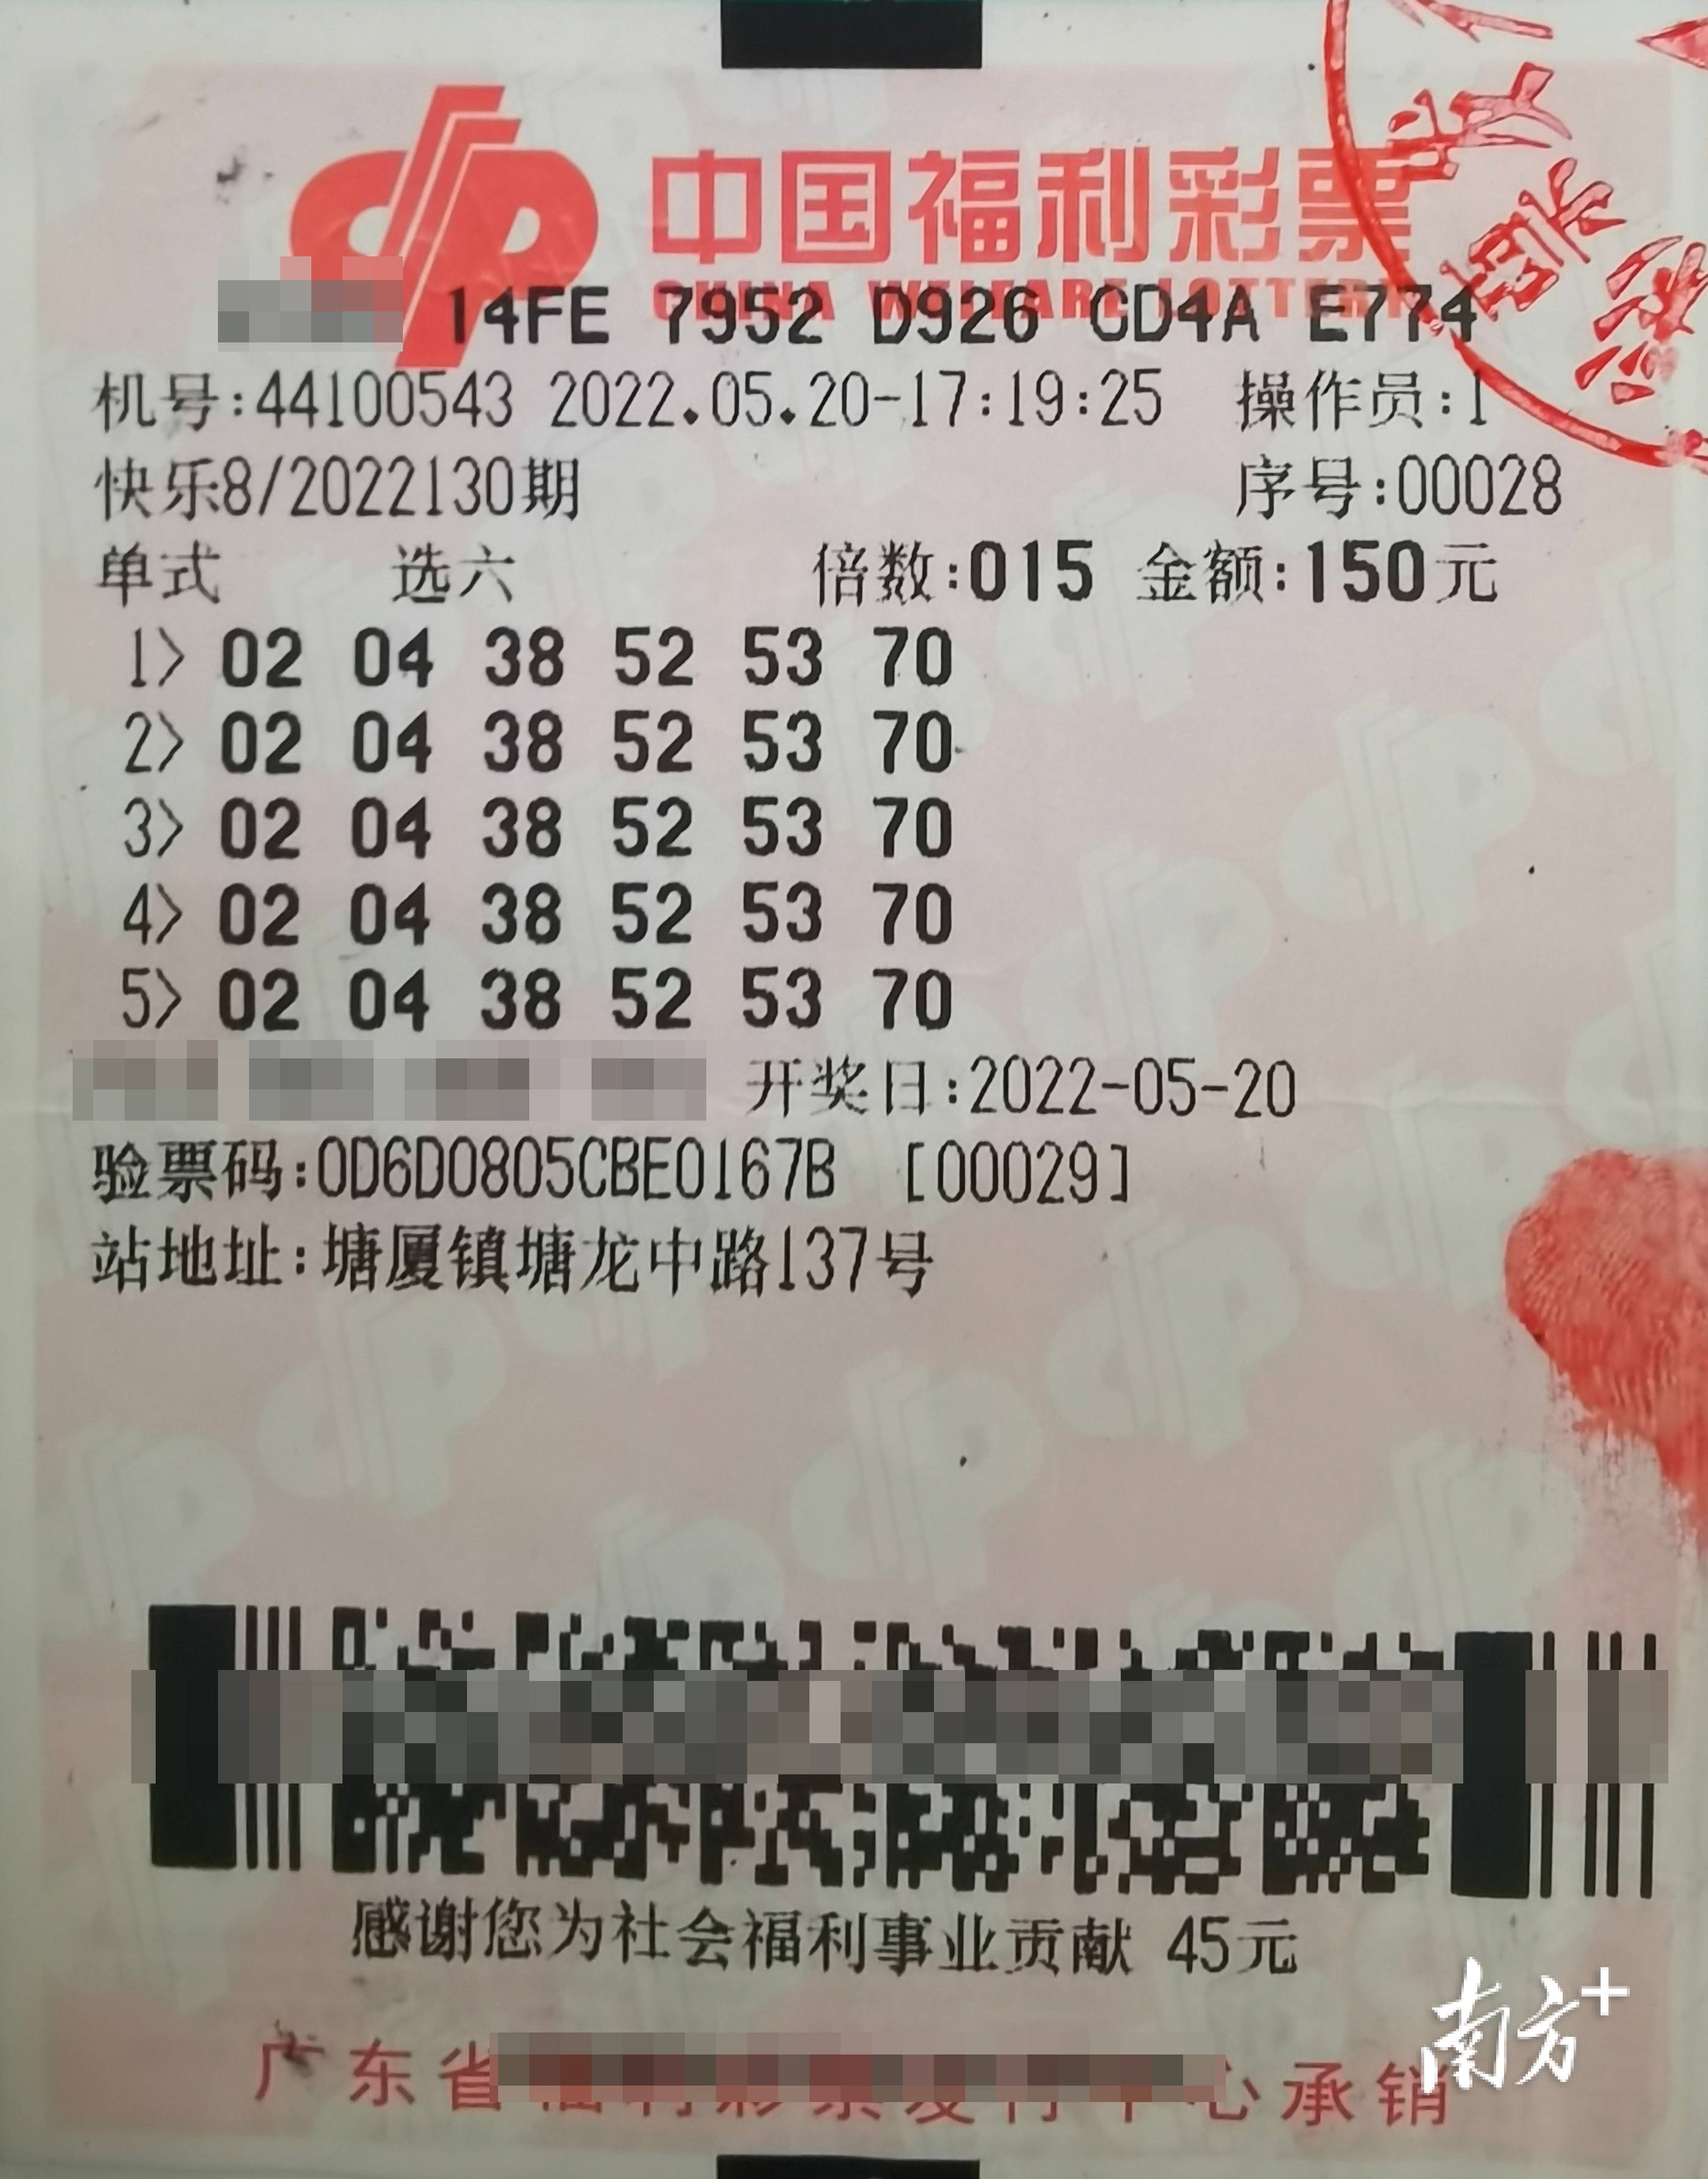 中国福利彩票
CHINA WELFARE LOTTERY
14FE 7952 D926 CD4A E774
机号:44100543 2022.05.20-17:19:25 操作员:1
快乐8/2022130期 序号:00028
单式 选六 倍数:015 金额:150元
1> 02 04 38 52 53 70
2> 02 04 38 52 53 70
3> 02 04 38 52 53 70
4> 02 04 38 52 53 70
5> 02 04 38 52 53 70
开奖日:2022-05-20
验票码:0D6D0805CBE0167B [00029]
站地址:塘厦镇塘龙中路137号
感谢您为社会福利事业贡献 45元
南方+
广东省福利彩票发行中心承销